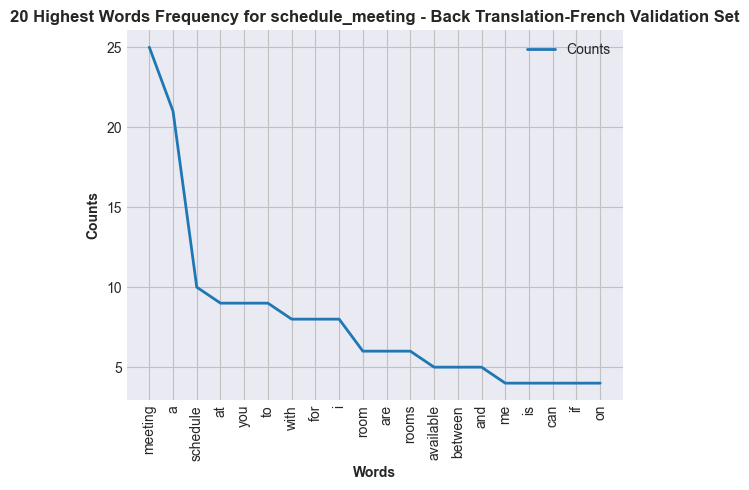 20 Highest Words Frequency for schedule_meeting - Back Translation-French Validation Set
Counts
25
20
15
10
5
Counts
meeting
a
schedule
at
you
to
with
for
i
room
are
rooms
available
between
and
me
is
can
if
on
Words